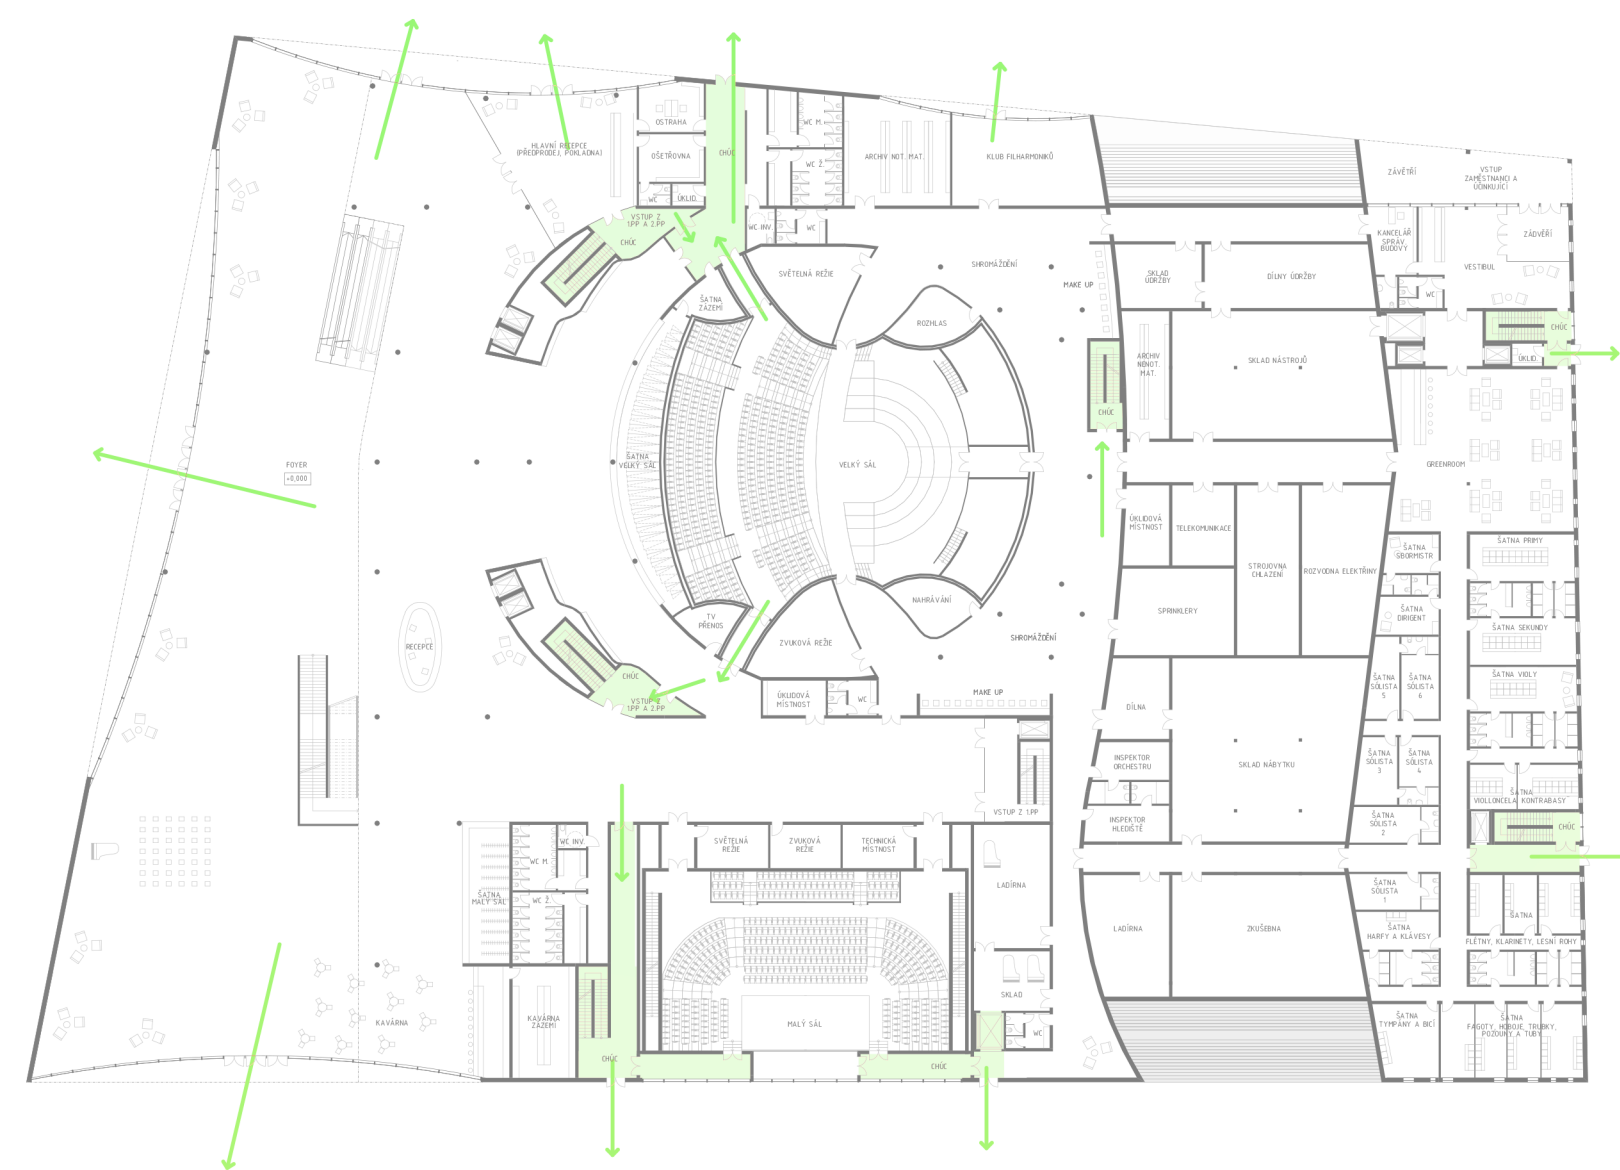 OSTRAHA
CHÚC
WC M.
HLAVNÍ RECEPCE
(PŘEDPRODEJ, POKLADNA)
OŠETŘOVNA
WC Ž.
ARCHIV NOT. MAT.
KLUB FILHARMONIKŮ
ZÁVĚTŘÍ
VSTUP
ZAMĚSTNANCI A
ÚČINKUJÍCÍ
WC
ÚKLID.
VSTUP Z
1.PP A 2.PP
CHÚC
WC INV.
WC
KANCELÁŘ
SPRÁV.
BUDOVY
ZÁDVEŘÍ
SVĚTELNÁ REŽIE
SHROMÁŽDĚNÍ
MAKE UP
SKLAD
ÚDRŽBY
DÍLNY ÚDRŽBY
VESTIBUL
WC
ŠATNA
ZÁZEMÍ
ROZHLAS
CHÚC
ARCHIV
NENOT.
MAT.
SKLAD NÁSTROJŮ
ÚKLID.
CHÚC
FOYER
+0,000
ŠATNA
VELKÝ SÁL
VELKÝ SÁL
GREENROOM
ÚKLIDOVÁ
MÍSTNOST
TELEKOMUNIKACE
ŠATNA PRIMY
ŠATNA
SBORMISTR
STROJOVNA
CHLAZENÍ
ROZVODNA ELEKTŘINY
NAHRÁVÁNÍ
SPRINKLERY
ŠATNA
DIRIGENT
TV
PŘENOS
ŠATNA SEKUNDY
RECEPCE
ZVUKOVÁ REŽIE
SHROMÁŽDĚNÍ
CHÚC
ŠATNA
SÓLISTA
5
ŠATNA
SÓLISTA
6
ŠATNA VIOLY
VSTUP Z
1.PP A 2.PP
ÚKLIDOVÁ
MÍSTNOST
WC
MAKE UP
DÍLNA
INSPEKTOR
ORCHESTRU
SKLAD NÁBYTKU
ŠATNA
SÓLISTA
3
ŠATNA
SÓLISTA
4
ŠATNA
VIOLLONCELA, KONTRABASY
VSTUP Z 1.PP
INSPEKTOR
HLEDIŠTĚ
ŠATNA
SÓLISTA
2
CHÚC
WC INV.
SVĚTELNÁ
REŽIE
ZVUKOVÁ
REŽIE
TECHNICKÁ
MÍSTNOST
WC M.
LADÍRNA
ŠATNA
SÓLISTA
1
ŠATNA
MALÝ SÁL
WC Ž.
LADÍRNA
ZKUŠEBNA
ŠATNA
HARFY A KLÁVESY
ŠATNA
FLÉTNY, KLARINETY, LESNÍ ROHY
SKLAD
KAVÁRNA
KAVÁRNA
ZÁZEMÍ
MALÝ SÁL
WC
ŠATNA
TYMPÁNY A BICÍ
ŠATNA
FAGOTY, HOBOJE, TRUBKY,
POZOUNY A TUBY
CHÚC
CHÚC